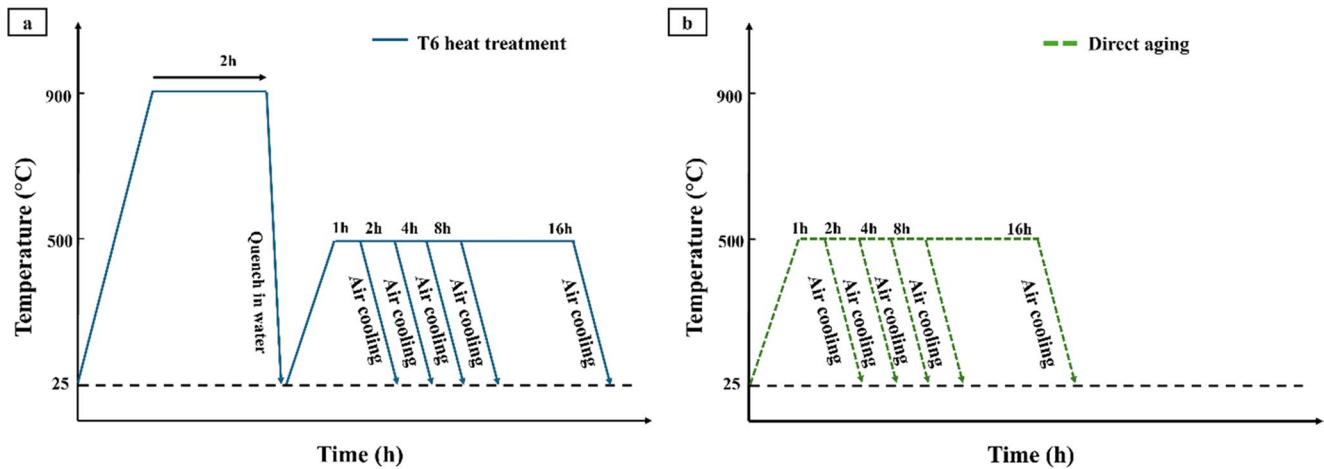 a
T6 heat treatment
2h
900
500
25
Temperature (°C)
Quench in water
1h
2h
4h
8h
16h
Air cooling
Air cooling
Air cooling
Air cooling
Air cooling
Time (h)
b
Direct aging
900
500
25
Temperature (°C)
1h
2h
4h
8h
16h
Air cooling
Air cooling
Air cooling
Air cooling
Air cooling
Time (h)